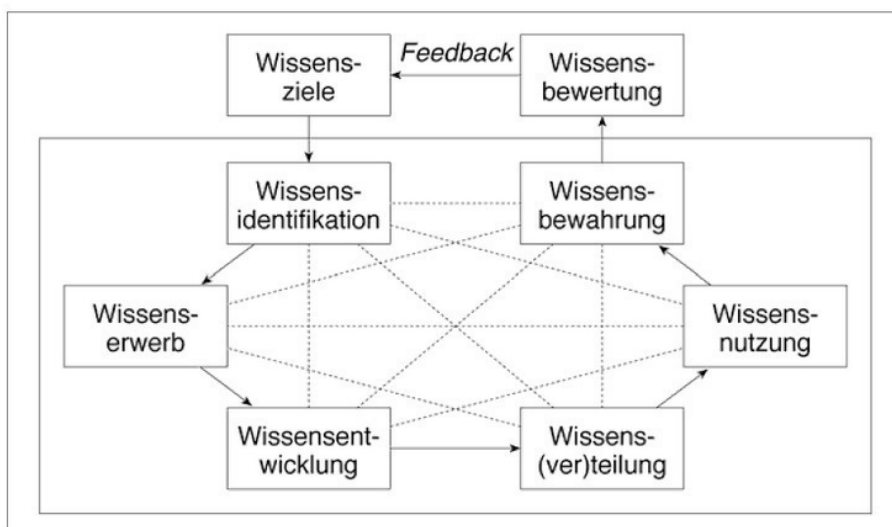 Wissens-
ziele
Feedback
Wissens-
bewertung
Wissens-
identifikation
Wissens-
bewahrung
Wissens-
erwerb
Wissens-
nutzung
Wissensent-
wicklung
Wissens-
(ver)teilung